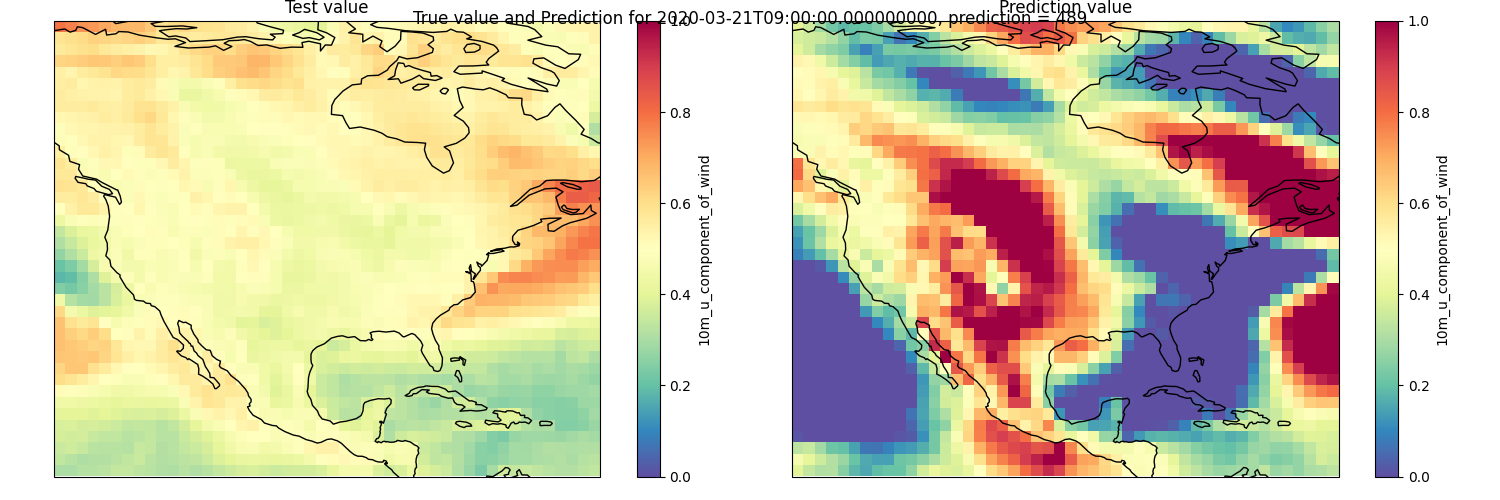 Test value
Prediction value
True value and Prediction for 2020-03-21T09:00:00.000000000, prediction = 489
1.0
0.8
0.6
0.4
0.2
0.0
10m_u_component_of_wind
1.0
0.8
0.6
0.4
0.2
0.0
10m_u_component_of_wind